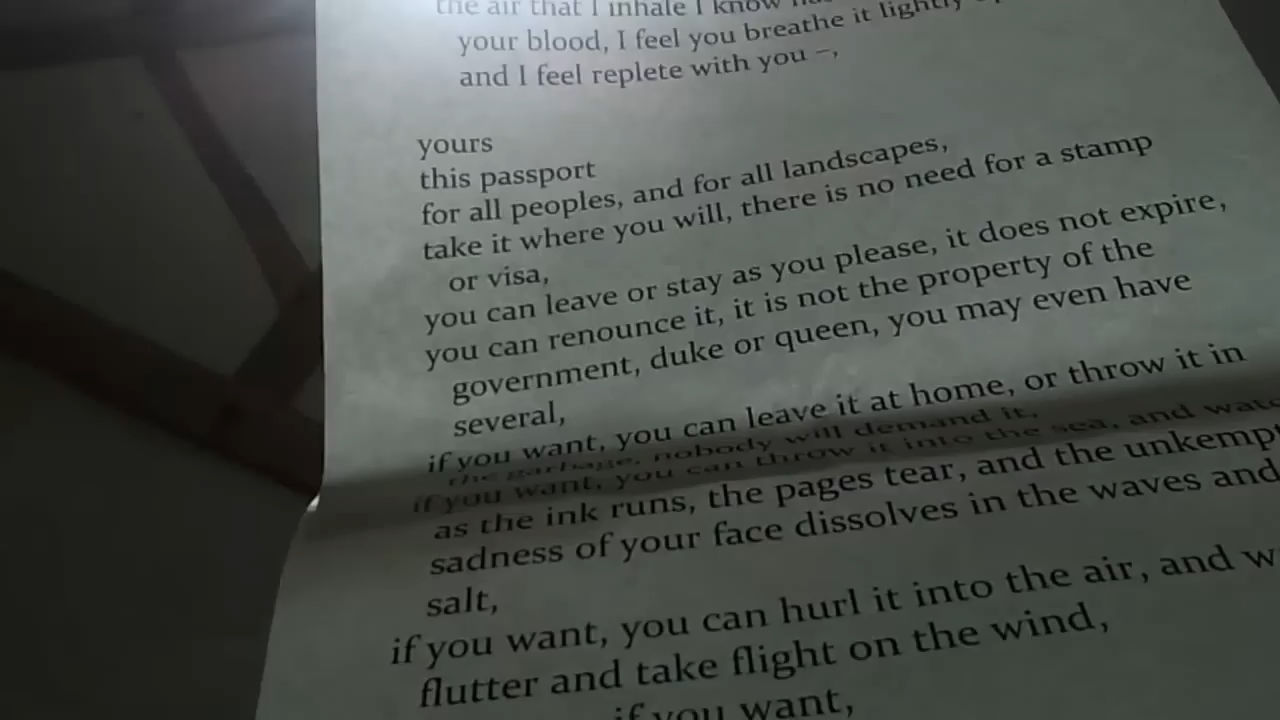 the air that I inhale I know
your blood, I feel you breathe it lightly
and I feel replete with you –,
yours
this passport
for all peoples, and for all landscapes,
take it where you will, there is no need for a stamp
or visa,
you can leave or stay as you please, it does not expire,
you can renounce it, it is not the property of the
government, duke or queen, you may even have
several,
if you want, you can leave it at home, or throw it in
the garbage, nobody will demand it,
if you want, you can throw it into the sea, and
as the ink runs, the pages tear, and the unkempt
sadness of your face dissolves in the waves and
salt,
if you want, you can hurl it into the air, and
flutter and take flight on the wind,
if you want,